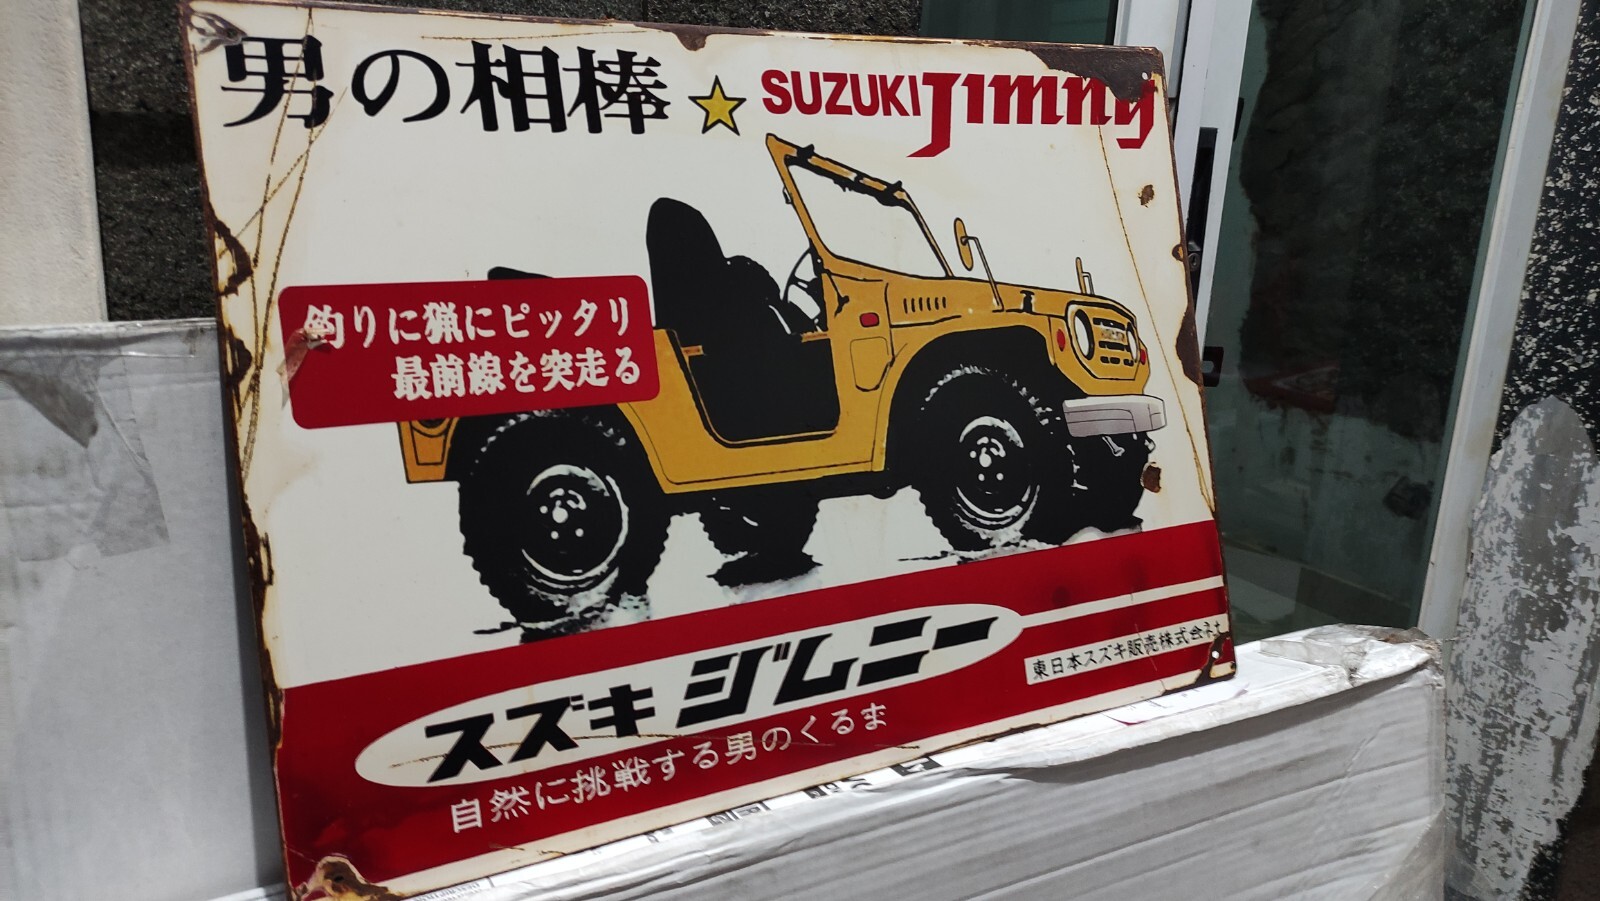 男の相棒 ★ SUZUKI Jimny
釣りに猟にピッタリ
最前線を突走る
スズキ ジムニー
東日本スズキ販売株式会社
自然に挑戦する男のくるま